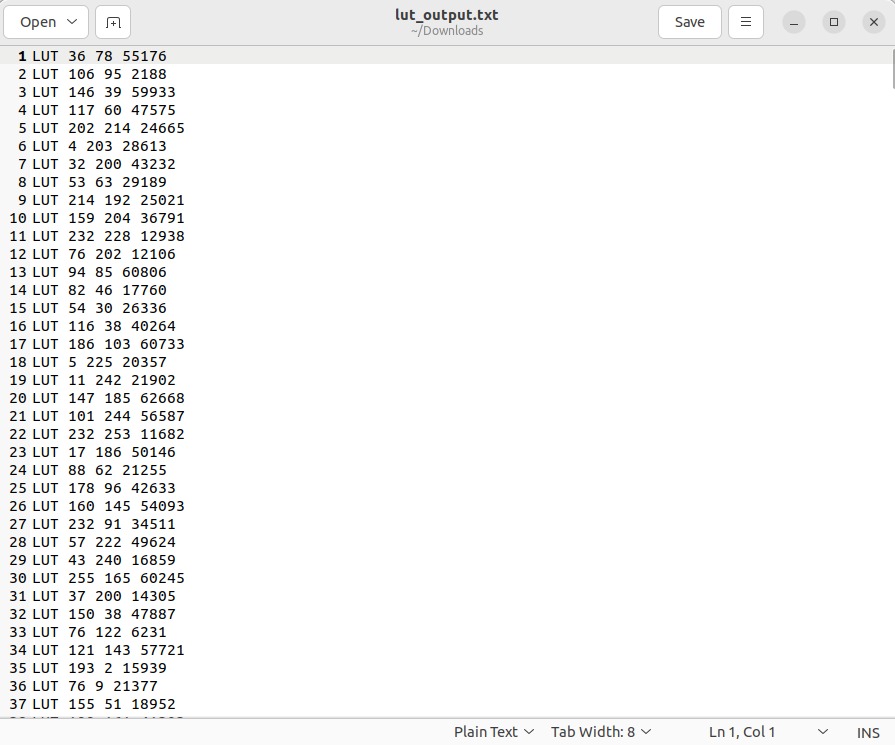 Open
lut_output.txt
~/Downloads
Save
1 LUT 36 78 55176
2 LUT 106 95 2188
3 LUT 146 39 59933
4 LUT 117 60 47575
5 LUT 202 214 24665
6 LUT 4 203 28613
7 LUT 32 200 43232
8 LUT 53 63 29189
9 LUT 214 192 25021
10 LUT 159 204 36791
11 LUT 232 228 12938
12 LUT 76 202 12106
13 LUT 94 85 60806
14 LUT 82 46 17760
15 LUT 54 30 26336
16 LUT 116 38 40264
17 LUT 186 103 60733
18 LUT 5 225 20357
19 LUT 11 242 21902
20 LUT 147 185 62668
21 LUT 101 244 56587
22 LUT 232 253 11682
23 LUT 17 186 50146
24 LUT 88 62 21255
25 LUT 178 96 42633
26 LUT 160 145 54093
27 LUT 232 91 34511
28 LUT 57 222 49624
29 LUT 43 240 16859
30 LUT 255 165 60245
31 LUT 37 200 14305
32 LUT 150 38 47887
33 LUT 76 122 6231
34 LUT 121 143 57721
35 LUT 193 2 15939
36 LUT 76 9 21377
37 LUT 155 51 18952
Plain Text
Tab Width: 8
Ln 1, Col 1
INS